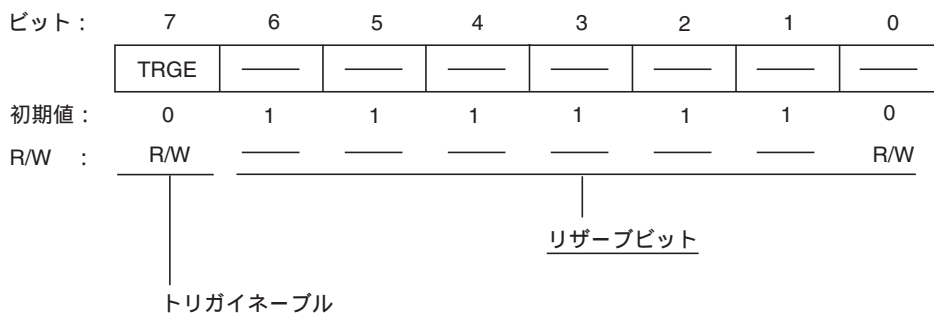 ビット： 7 6 5 4 3 2 1 0
TRGE ― ― ― ― ― ― ―
初期値： 0 1 1 1 1 1 1 0
R/W ： R/W ― ― ― ― ― ― R/W
リザーブビット
トリガイネーブル